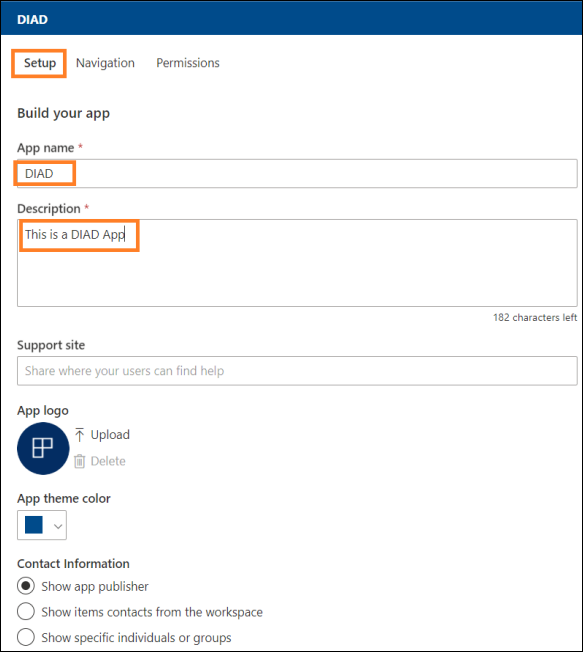 DIAD
Setup Navigation Permissions
Build your app
App name *
DIAD
Description *
This is a DIAD App
182 characters left
Support site
Share where your users can find help
App logo
Upload
Delete
App theme color
Contact Information
Show app publisher
Show items contacts from the workspace
Show specific individuals or groups